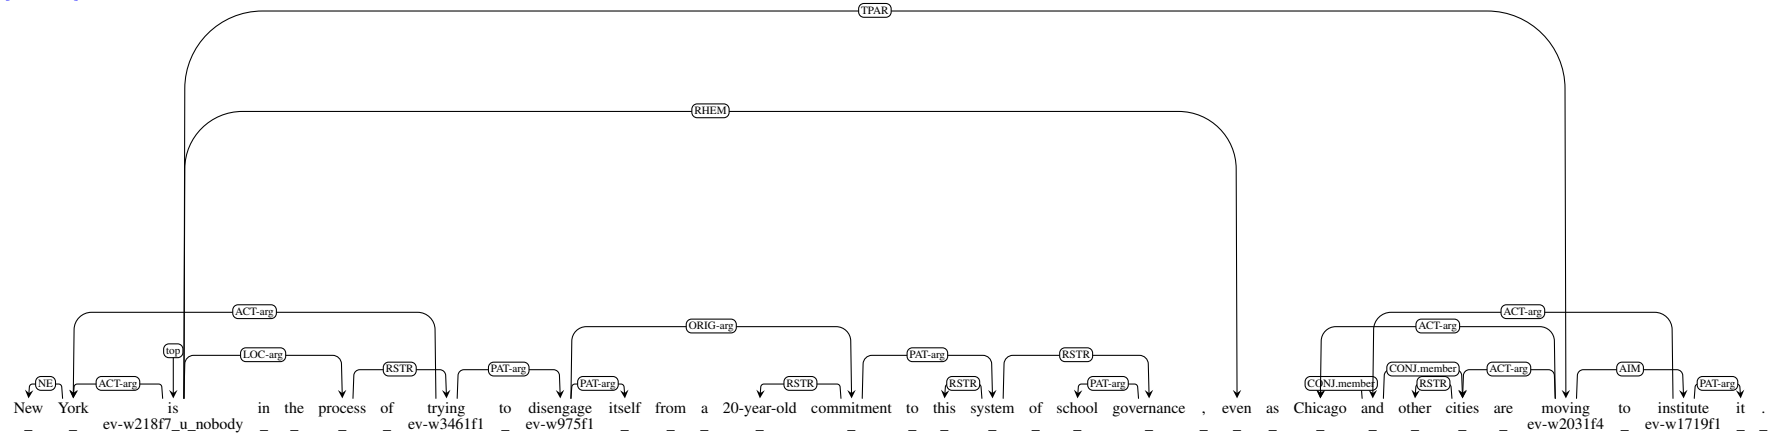 TPAR
RHEM
ACT-arg ACT-arg
ORIG-arg ACT-arg
top LOC-arg PAT-arg RSTR
RSTR PAT-arg CONJ.member ACT-arg AIM
NE ACT-arg PAT-arg RSTR RSTR PAT-arg CONJ.member RSTR PAT-arg
New York is in the process of trying to disengage itself from a 20-year-old commitment to this system of school governance , even as Chicago and other cities are moving to institute it .
_ _ ev-w218f7_u_nobody _ _ _ _ ev-w3461f1 _ ev-w975f1 _ _ _ _ _ _ _ _ _ _ _ _ _ _ _ _ _ _ _ ev-w2031f4 _ ev-w1719f1 _ _